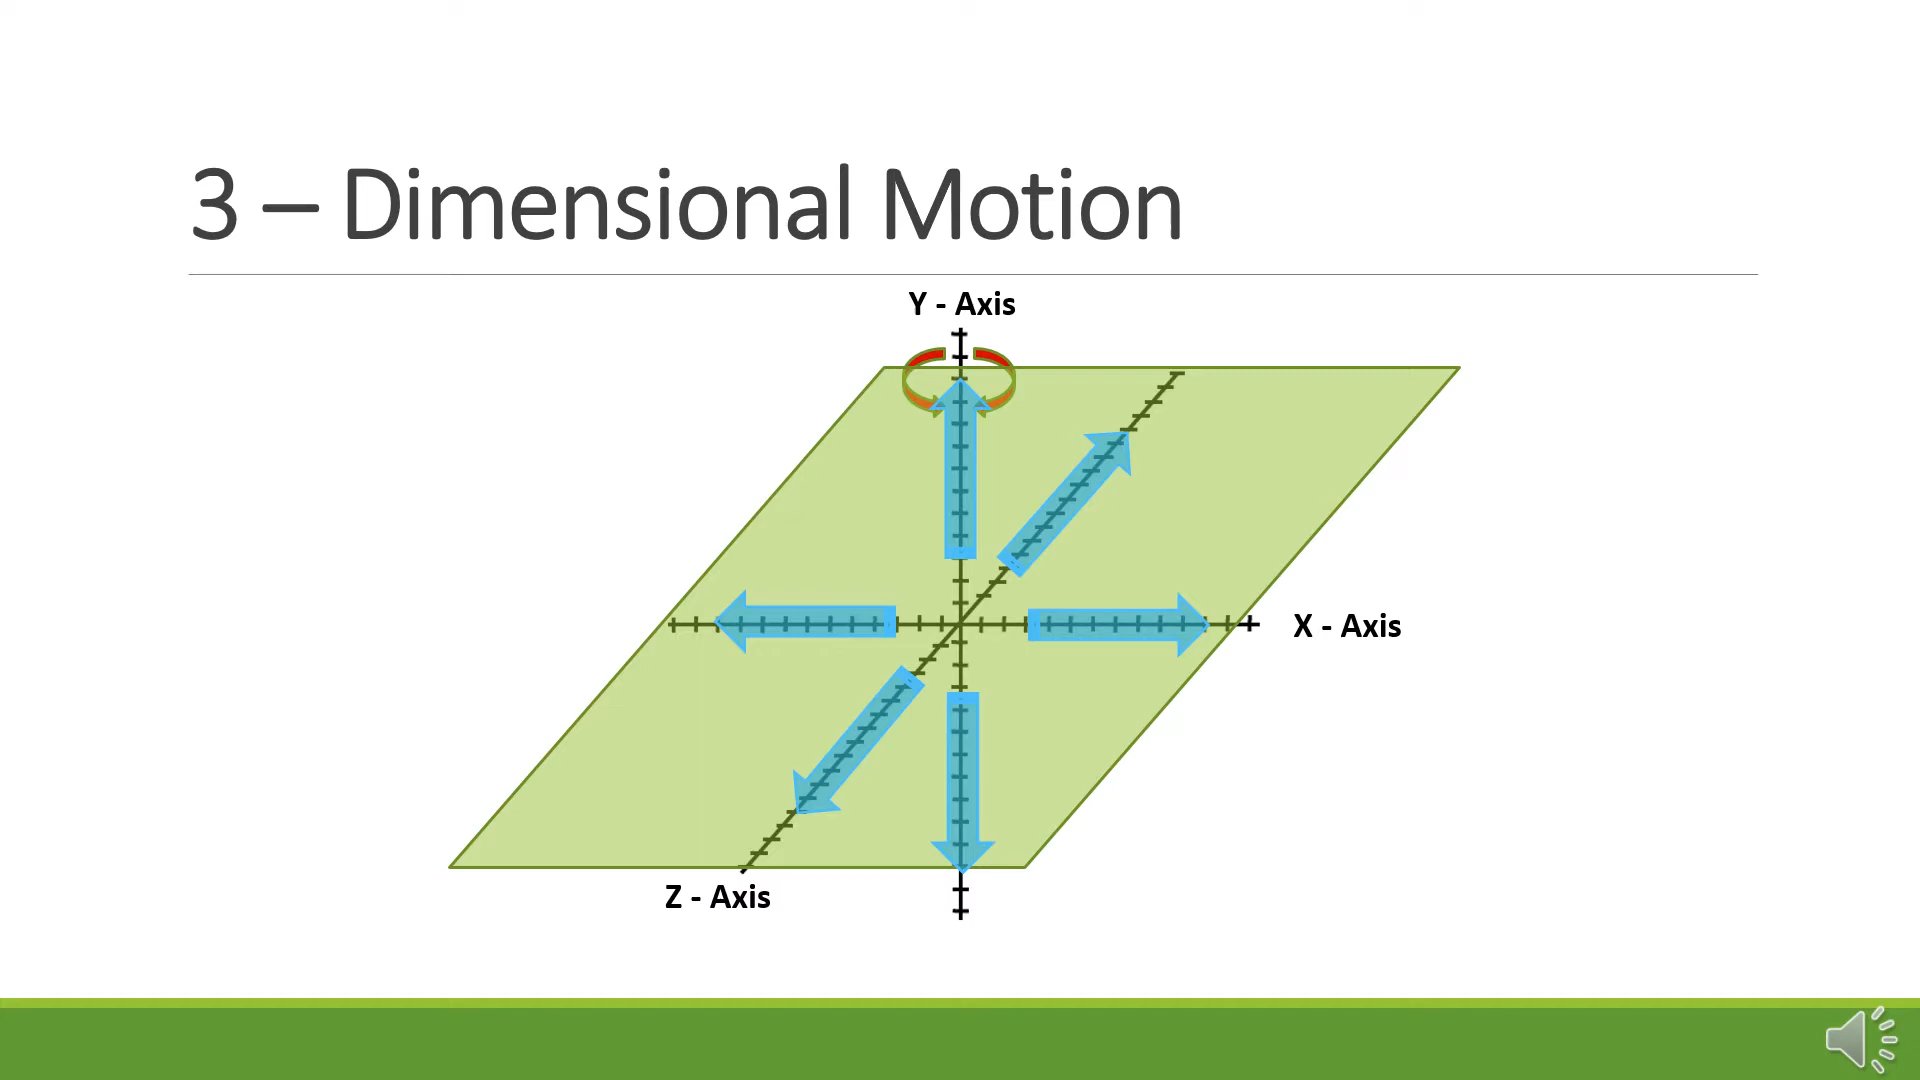 3 – Dimensional Motion
Y - Axis
X - Axis
Z - Axis